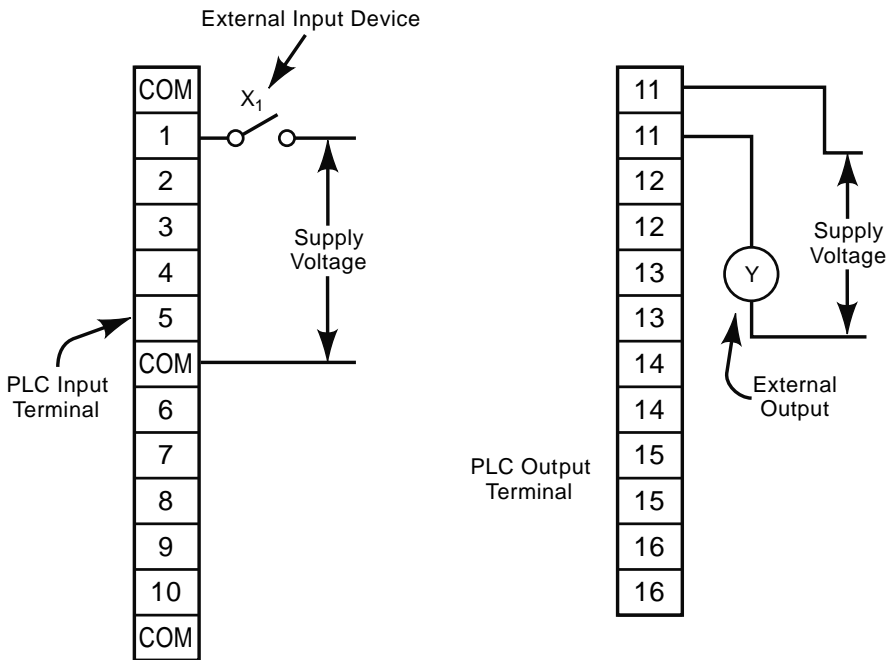 External Input Device
COM
X₁
1
2
3
4
5
COM
6
7
8
9
10
COM
Supply
Voltage
PLC Input
Terminal
11
11
12
12
13
13
14
14
15
15
16
16
Y
Supply
Voltage
External
Output
PLC Output
Terminal